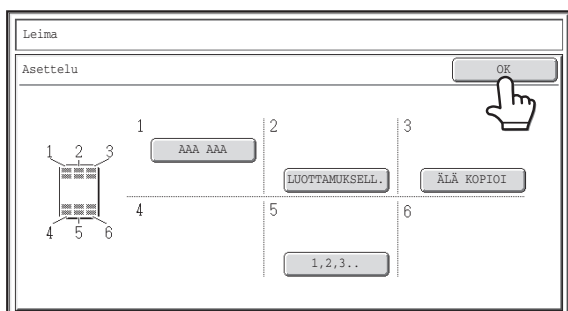 Leima
Asettelu
OK
1 2 3
1
AAA AAA
2
LUOTTAMUKSELL.
3
ÄLÄ KOPIOI
4 5 6
4
5
1,2,3..
6